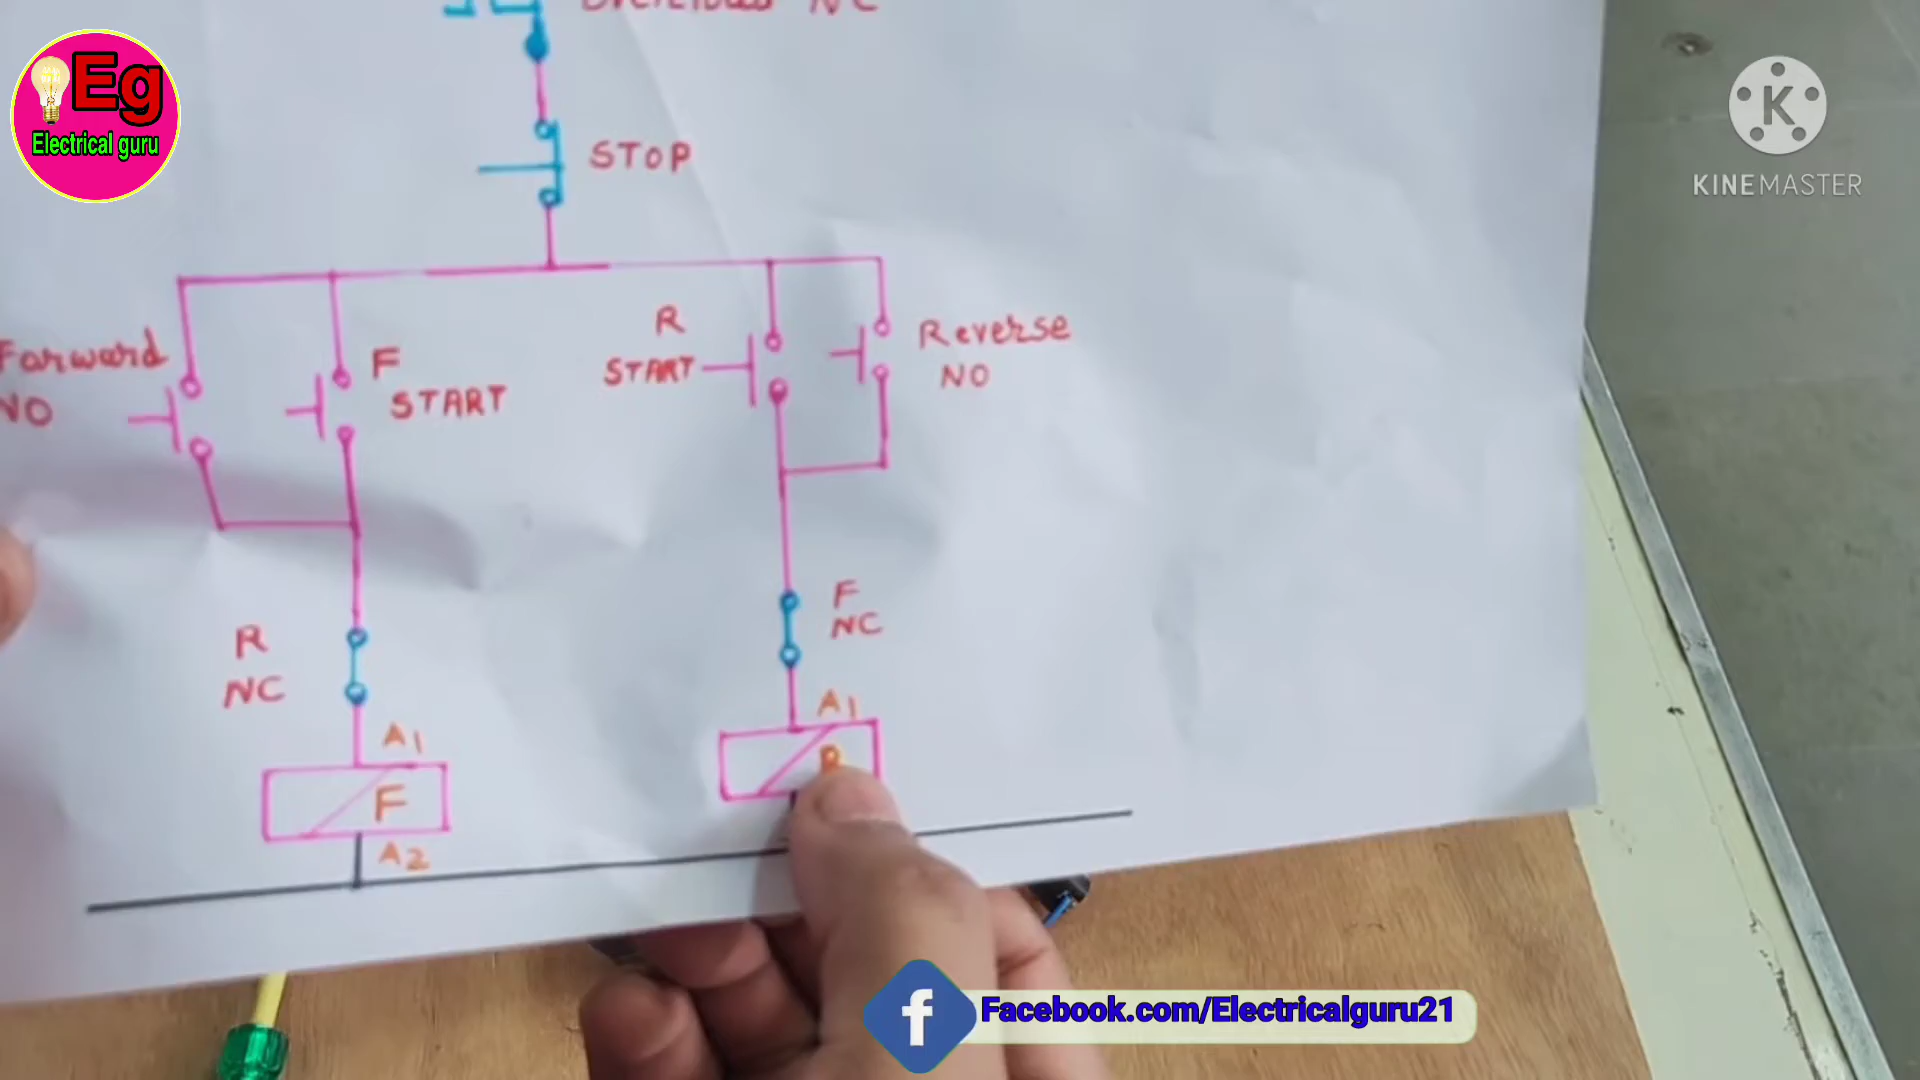 Overload NC
Eg
Electrical guru
K
KINEMASTER
STOP
R
START
Reverse
NO
Forward
NO
F
START
F
NC
R
NC
A1
R
A1
F
A2
f
Facebook.com/Electricalguru21